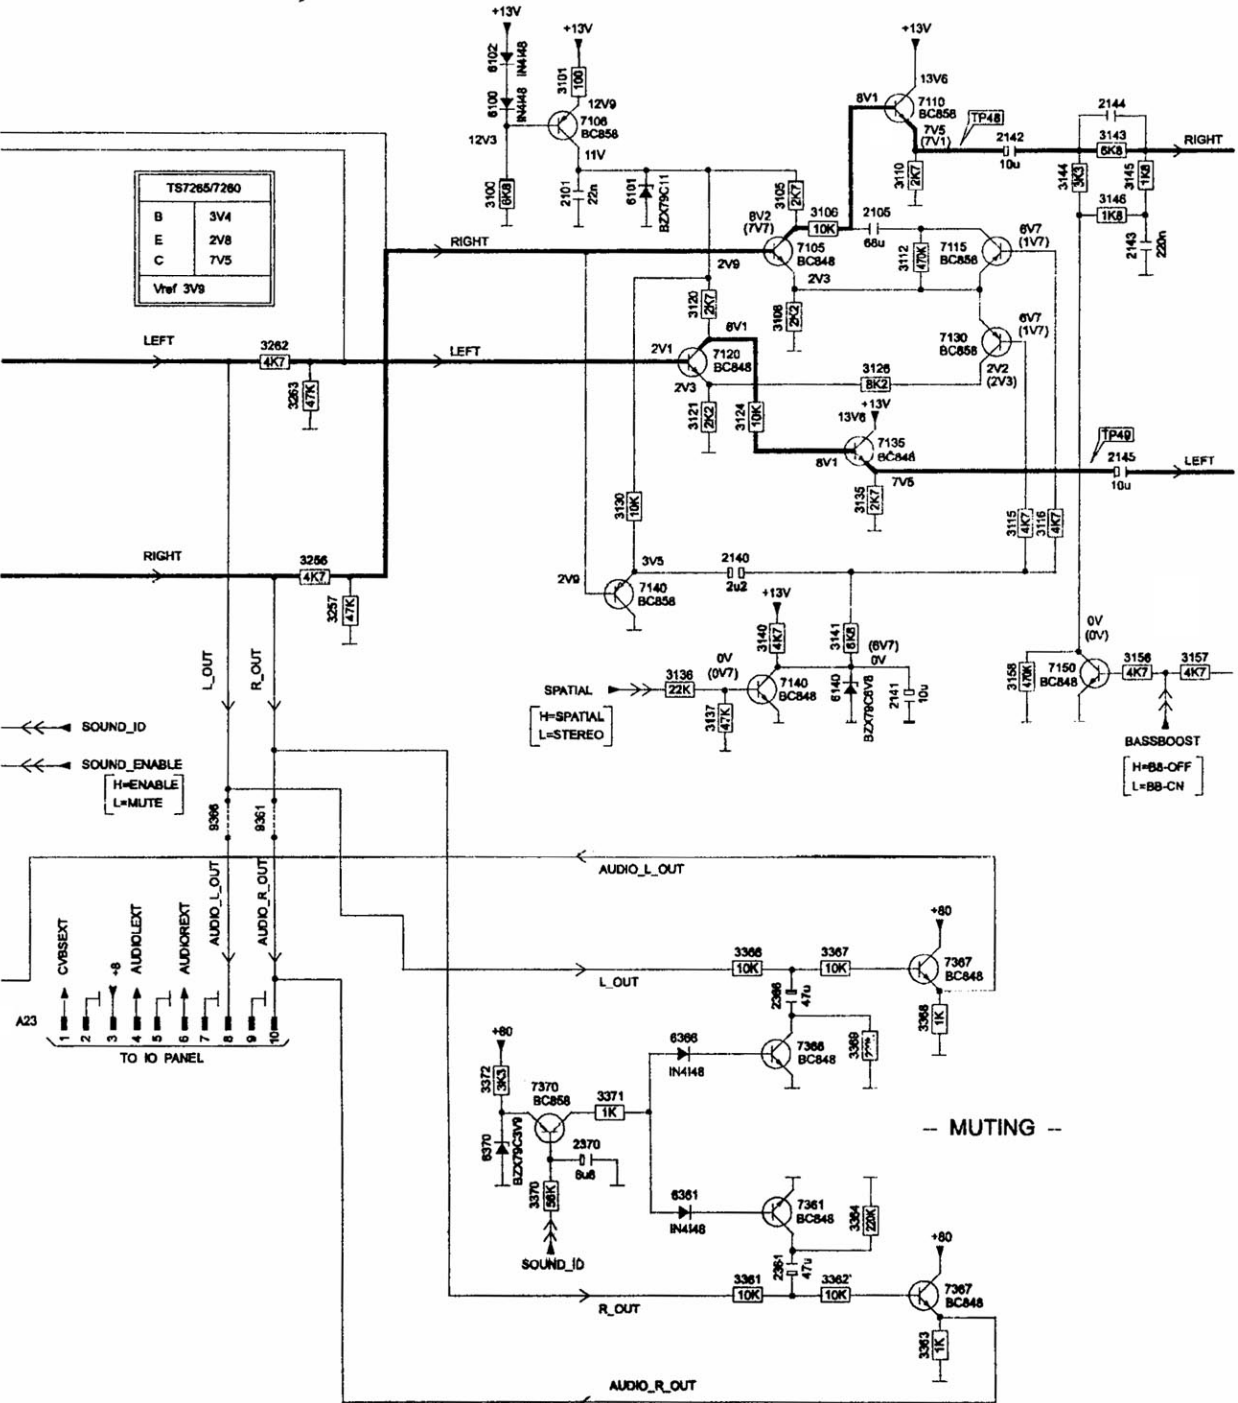 +13V
+13V
+13V
6102
IN4148
3101
100
6100
IN4148
12V9
7106
BC858
12V3
11V
3100
6K8
2101
22n
6101
BZX79C11
3105
2K7
13V6
8V1
7110
BC858
7V5
(7V1)
TP48
2142
10u
3110
2K7
2144
3143
6K8
RIGHT
3144
3K3
3145
1K8
3146
1K8
2143
220n
TS7265/7260
B 3V4
E 2V8
C 7V5
Vref 3V9
RIGHT
8V2
(7V7)
3106
10K
2105
68u
7105
BC848
2V9
2V3
3112
470K
7115
BC858
6V7
(1V7)
3120
2K7
3108
2K2
LEFT
3262
4K7
LEFT
8V1
2V1
7120
BC848
2V3
7130
BC858
6V7
(1V7)
2V2
(2V3)
3263
47K
3126
8K2
3121
2K2
3124
10K
+13V
13V6
7135
BC848
8V1
7V5
TP49
2145
10u
LEFT
3130
10K
3135
2K7
3115
4K7
3116
4K7
RIGHT
3256
4K7
3257
47K
2V9
3V5
7140
BC858
2140
2u2
+13V
3140
4K7
3141
6K8
(6V7)
0V
0V
(0V7)
0V
(0V)
L_OUT
R_OUT
SPATIAL
3136
22K
7140
BC848
6140
BZX79C6V8
2141
10u
3137
47K
H=SPATIAL
L=STEREO
3158
470K
7150
BC848
3156
4K7
3157
4K7
BASSBOOST
H=BB-OFF
L=BB-CN
SOUND_ID
SOUND_ENABLE
H=ENABLE
L=MUTE
9366
9361
AUDIO_L_OUT
CVBSEXT
+8
AUDIOLEXT
AUDIOREXT
AUDIO_L_OUT
AUDIO_R_OUT
+80
3366
10K
3367
10K
7367
BC848
L_OUT
2366
47u
3368
1K
A23
1 2 3 4 5 6 7 8 9 10
TO IO PANEL
+80
3372
3K3
7370
BC858
3371
1K
6366
IN4148
7366
BC848
3369
-- MUTING --
6370
BZX79C3V9
2370
6u8
3370
56K
SOUND_ID
6361
IN4148
7361
BC848
3364
220K
2361
47u
+80
3361
10K
3362
10K
7367
BC848
R_OUT
3363
1K
AUDIO_R_OUT